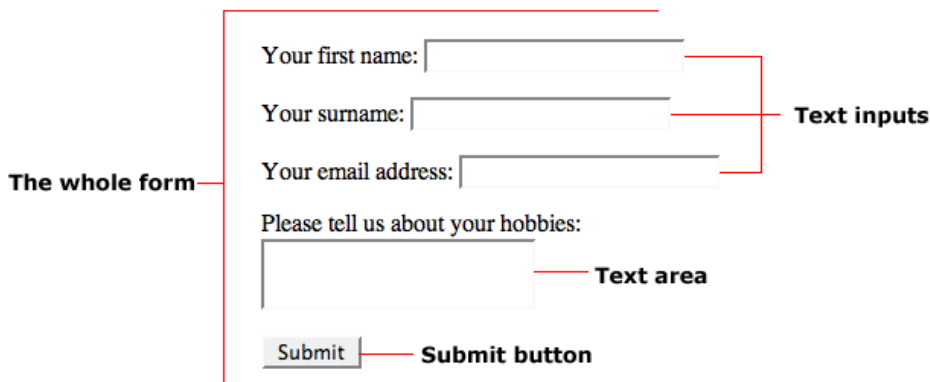 Your first name:
Your surname:
Text inputs
Your email address:
The whole form
Please tell us about your hobbies:
Text area
Submit
Submit button